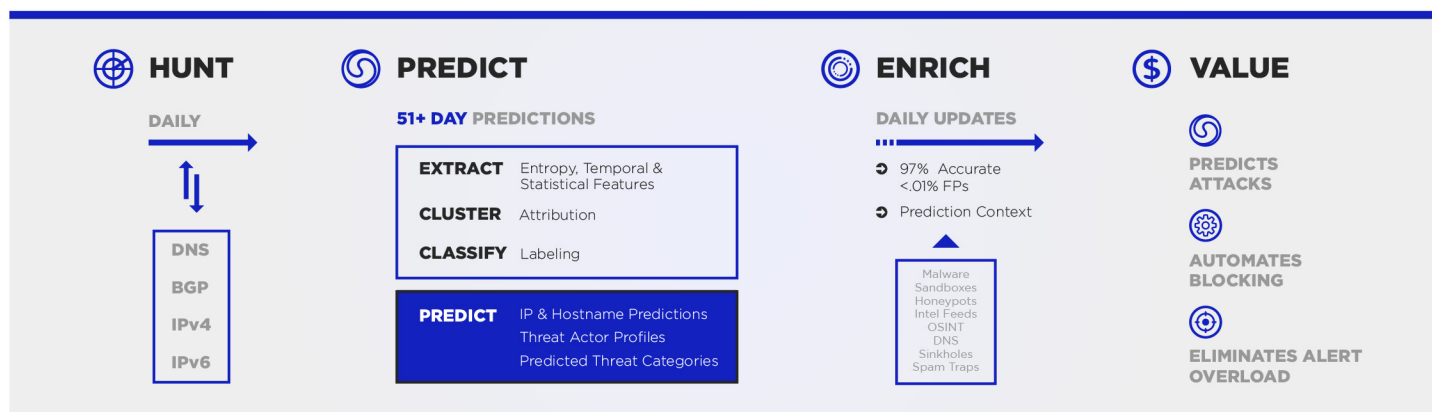 HUNT
DAILY
DNS
BGP
IPv4
IPv6
PREDICT
51+ DAY PREDICTIONS
EXTRACT Entropy, Temporal &
Statistical Features
CLUSTER Attribution
CLASSIFY Labeling
PREDICT IP & Hostname Predictions
Threat Actor Profiles
Predicted Threat Categories
ENRICH
DAILY UPDATES
97% Accurate
<.01% FPs
Prediction Context
Malware
Sandboxes
Honeypots
Intel Feeds
OSINT
DNS
Sinkholes
Spam Traps
$ VALUE
PREDICTS
ATTACKS
AUTOMATES
BLOCKING
ELIMINATES ALERT
OVERLOAD